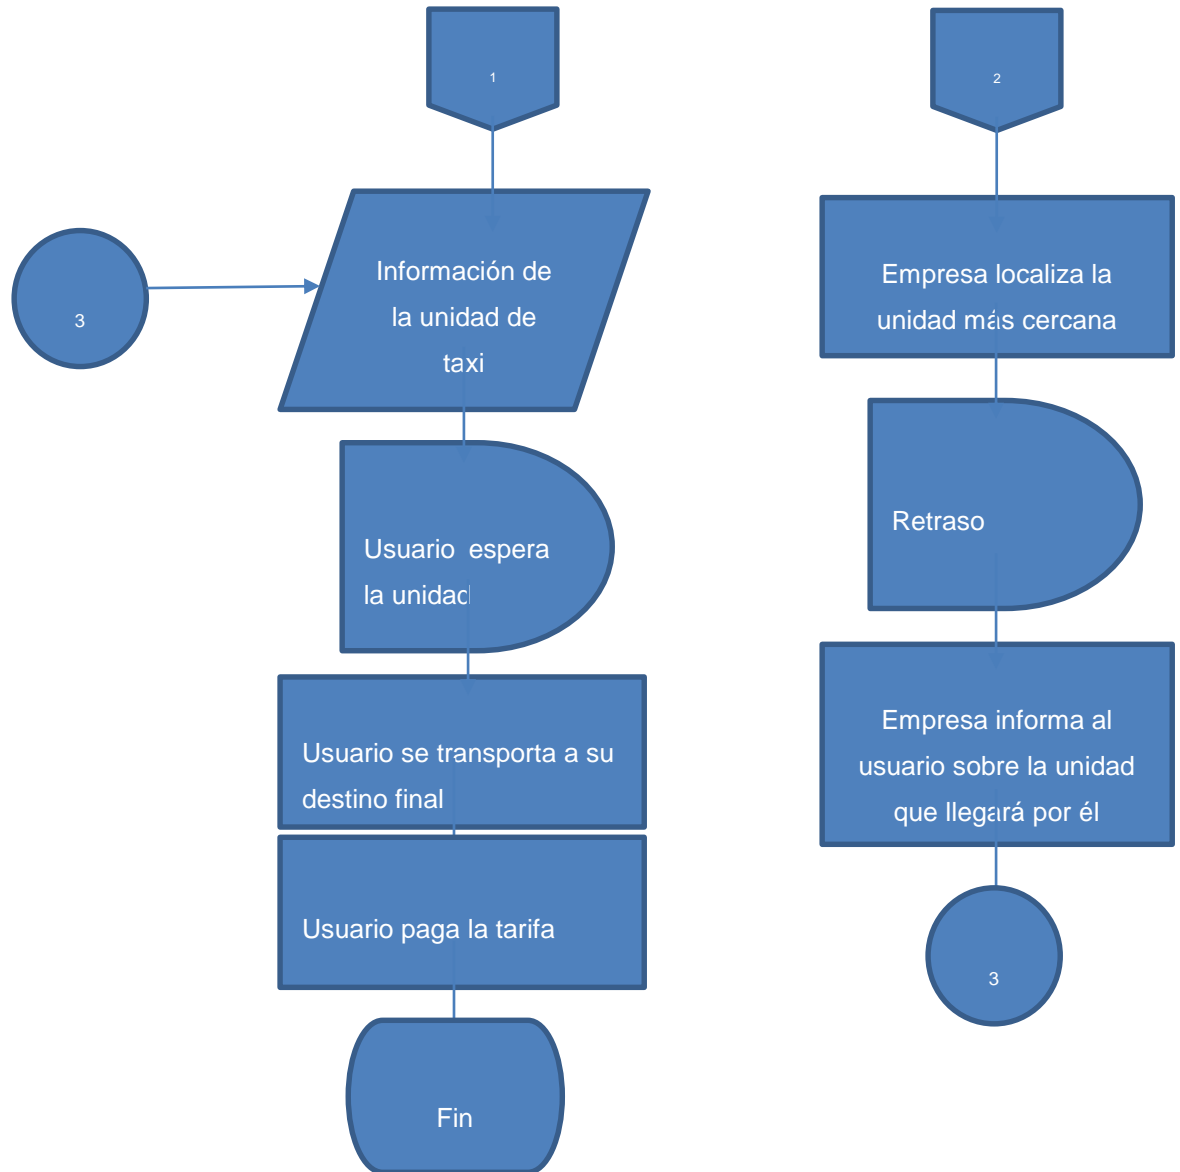 1
Información de
la unidad de
taxi
3
Usuario espera
la unidad
Usuario se transporta a su
destino final
Usuario paga la tarifa
Fin
2
Empresa localiza la
unidad más cercana
Retraso
Empresa informa al
usuario sobre la unidad
que llegará por él
3